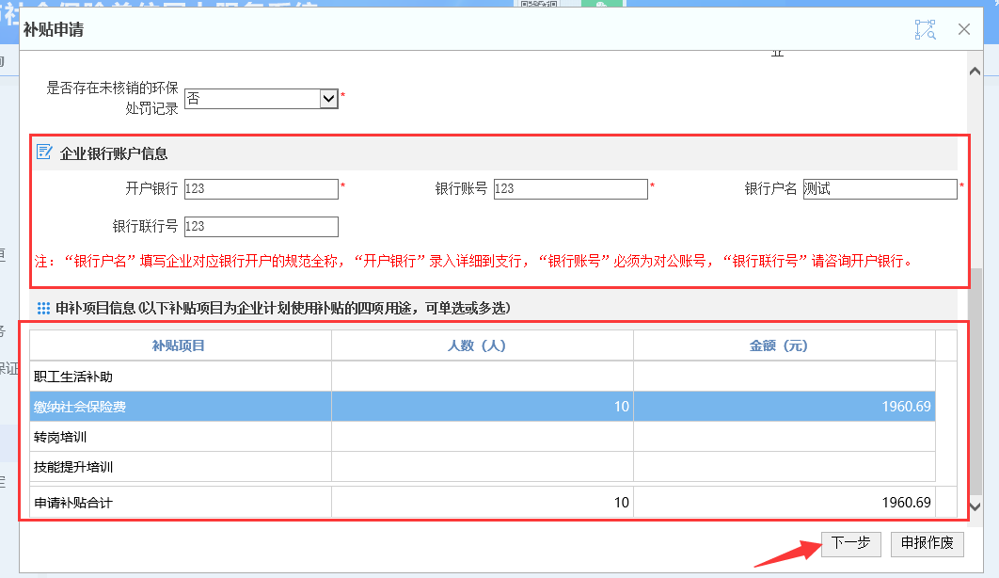 补贴申请
是否存在未核销的环保
处罚记录
否
*
企业银行账户信息
开户银行 123 * 银行账号 123 * 银行户名 测试 *
银行联行号 123
注：“银行户名”填写企业对应银行开户的规范全称，“开户银行”录入详细到支行，“银行账号”必须为对公账号，“银行联行号”请咨询开户银行。
申补项目信息(以下补贴项目为企业计划使用补贴的四项用途，可单选或多选)
补贴项目 人数（人） 金额（元）
职工生活补助
缴纳社会保险费 10 1960.69
转岗培训
技能提升培训
申请补贴合计 10 1960.69
下一步 申报作废